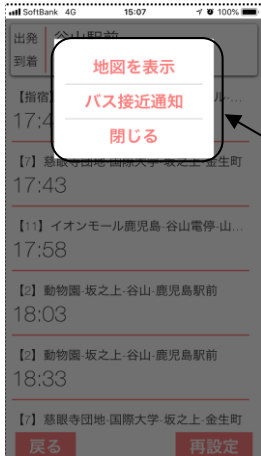 SoftBank 4G 15:07 100%
出発 谷山駅前
到着
地図を表示
バス接近通知
閉じる
【指宿
17:4
【7】慈眼寺団地·国際大学·坂之上·金生町
17:43
【11】イオンモール鹿児島·谷山電停·山...
17:58
【2】動物園·坂之上·谷山·鹿児島駅前
18:03
【2】動物園·坂之上·谷山·鹿児島駅前
18:33
【7】慈眼寺団地·国際大学·坂之上·金生町
戻る
再設定